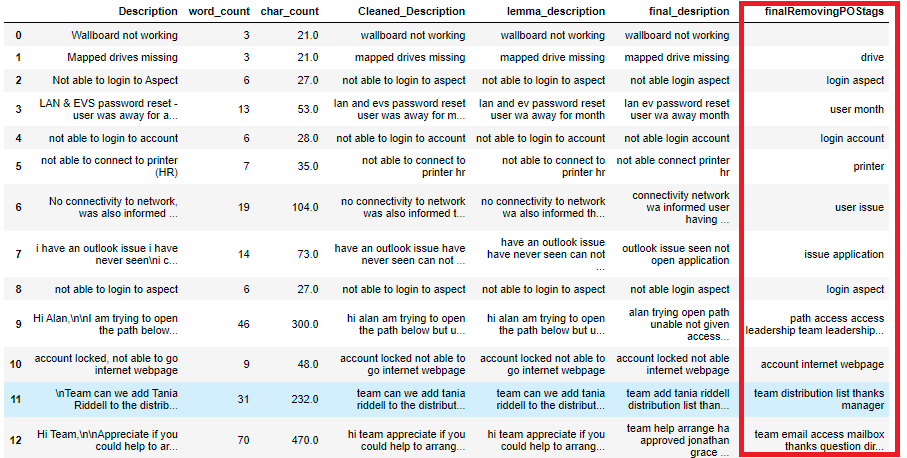 Description word_count char_count Cleaned_Description lemma_description final_desription finalRemovingPOStags
0 Wallboard not working 3 21.0 wallboard not working wallboard not working wallboard not working
1 Mapped drives missing 3 21.0 mapped drives missing mapped drives missing mapped drive missing drive
2 Not able to login to Aspect 6 27.0 not able to login to aspect not able to login to aspect not able login aspect login aspect
3 LAN & EVS password reset - user was away for a... 13 53.0 lan and evs password reset user was away for m... lan and ev password reset user wa away for month lan ev password reset user wa away month user month
4 not able to login to account 6 28.0 not able to login to account not able to login to account not able login account login account
5 not able to connect to printer (HR) 7 35.0 not able to connect to printer hr not able to connect to printer hr not able connect printer hr printer
6 No connectivity to network, was also informed ... 19 104.0 no connectivity to network was also informed t... no connectivity to network wa also informed th... connectivity network wa informed user having ... user issue
7 i have an outlook issue i have never seen\ni c... 14 73.0 have an outlook issue have never seen can not ... have an outlook issue have never seen can not ... outlook issue seen not open application issue application
8 not able to login to aspect 6 27.0 not able to login to aspect not able to login to aspect not able login aspect login aspect
9 Hi Alan,\n\nI am trying to open the path below... 46 300.0 hi alan am trying to open the path below but u... hi alan am trying to open the path below but u... alan trying open path unable not given access... path access access leadership team leadership...
10 account locked, not able to go internet webpage 9 48.0 account locked not able to go internet webpage account locked not able to go internet webpage account locked not able internet webpage account internet webpage
11 \nTeam can we add Tania Riddell to the distrib... 31 232.0 team can we add tania riddell to the distribut... team can we add tania riddell to the distribut... team add tania riddell distribution list than... team distribution list thanks manager
12 Hi Team,\n\nAppreciate if you could help to ar... 70 470.0 hi team appreciate if you could help to arrang... hi team appreciate if you could help to arrang... team help arrange ha approved jonathan grace ... team email access mailbox thanks question dir...